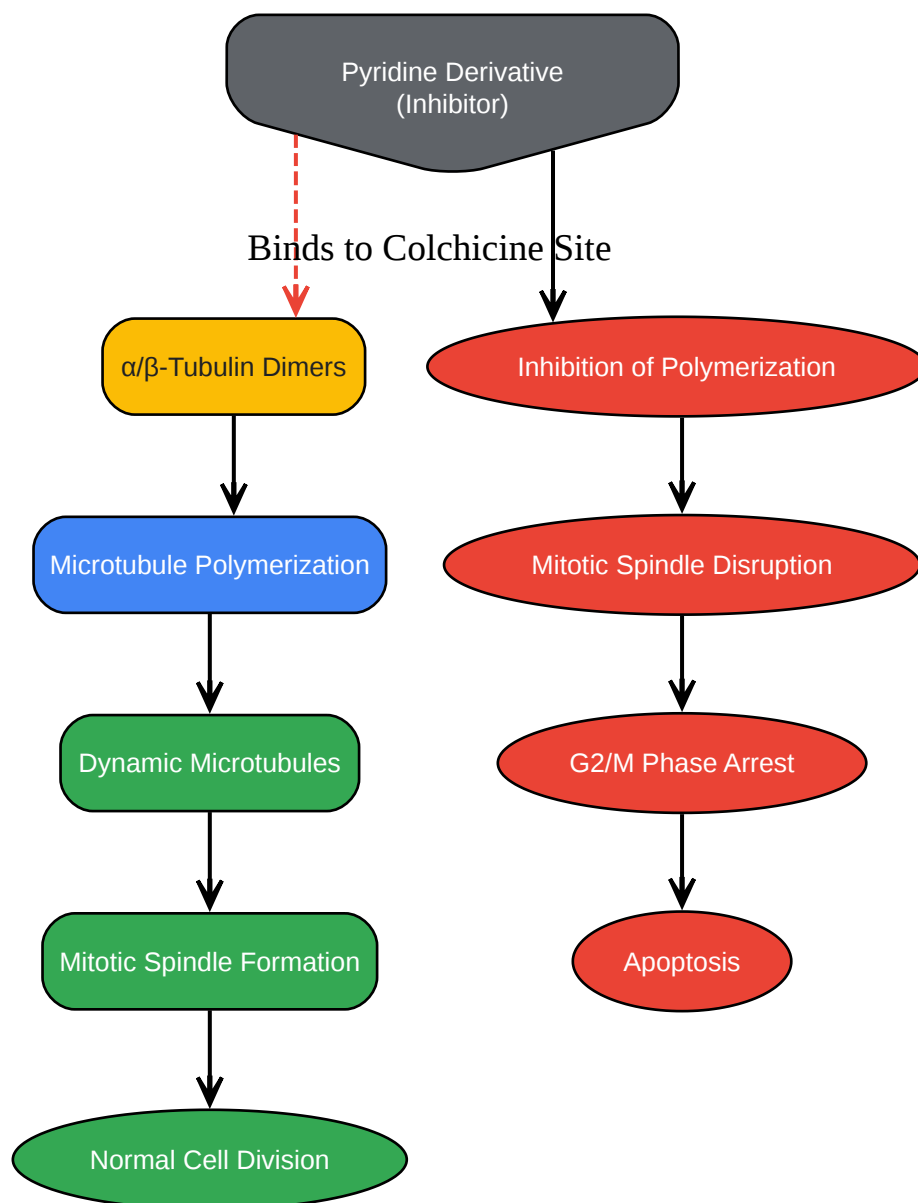 Pyridine Derivative
(Inhibitor)
Binds to Colchicine Site
α/β-Tubulin Dimers
Inhibition of Polymerization
Microtubule Polymerization
Mitotic Spindle Disruption
Dynamic Microtubules
G2/M Phase Arrest
Mitotic Spindle Formation
Apoptosis
Normal Cell Division